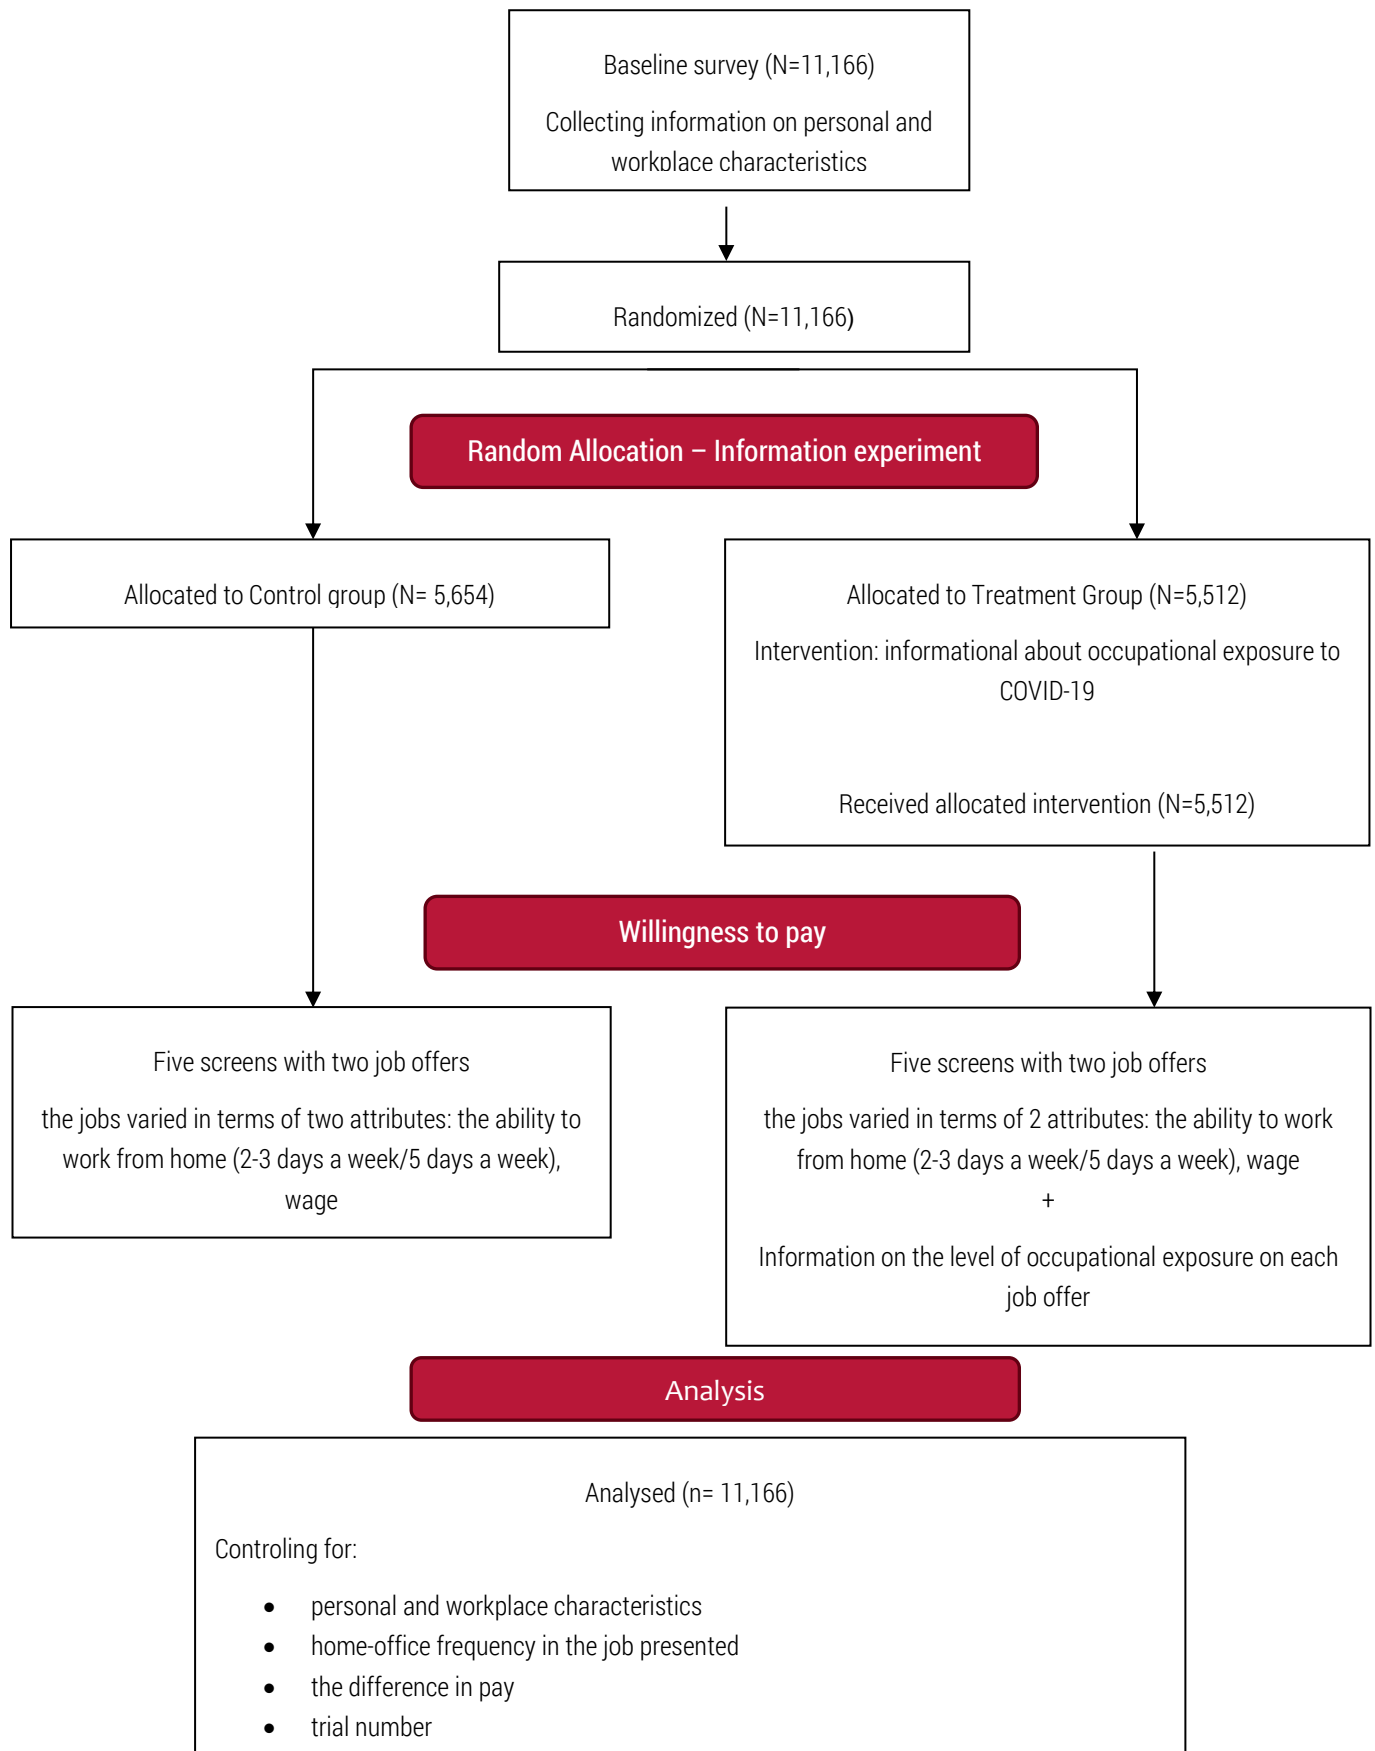 Baseline survey (N=11,166)
Collecting information on personal and
workplace characteristics
Randomized (N=11,166)
Random Allocation – Information experiment
Allocated to Control group (N= 5,654)
Allocated to Treatment Group (N=5,512)
Intervention: informational about occupational exposure to
COVID-19
Received allocated intervention (N=5,512)
Willingness to pay
Five screens with two job offers
the jobs varied in terms of two attributes: the ability to
work from home (2-3 days a week/5 days a week),
wage
Five screens with two job offers
the jobs varied in terms of 2 attributes: the ability to work
from home (2-3 days a week/5 days a week), wage
+
Information on the level of occupational exposure on each
job offer
Analysis
Analysed (n= 11,166)
Controling for:
• personal and workplace characteristics
• home-office frequency in the job presented
• the difference in pay
• trial number